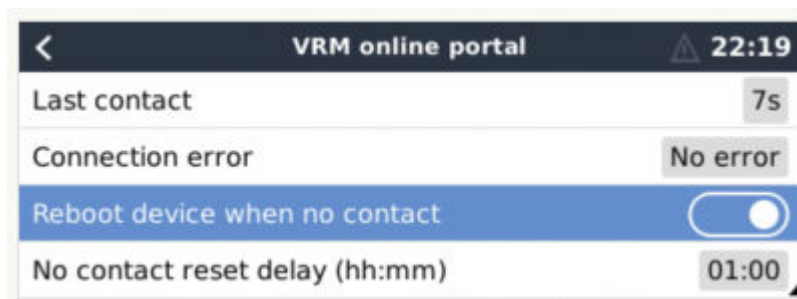 VRM online portal 22:19
Last contact 7s
Connection error No error
Reboot device when no contact
No contact reset delay (hh:mm) 01:00